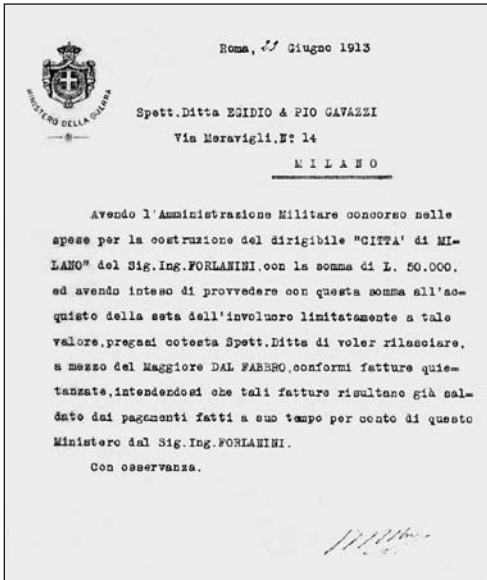 Roma, Giugno 1913
MINISTERO DELLA GUERRA
Spett.Ditta EGIDIO & PIO GAVAZZI
Via Meravigli.Nº 14
MILANO
Avendo l'Amministrazione Militare concorso nelle
spese per la costruzione del dirigibile "CITTA' di MI=
LANO" del Sig.Ing.FORLANINI.con la somma di L. 50.000.
ed avendo inteso di provvedere con questa somma all'ac=
quisto della seta dell'involucro limitatamente a tale
valore,pregasi cotesta Spett.Ditta di voler rilasciare,
a mezzo del Maggiore DAL FABBRO,conformi fatture quie=
tanzate,intendendosi che tali fatture risultano già sal=
date dai pagamenti fatti a suo tempo per conto di questo
Ministero dal Sig.Ing.FORLANINI.
Con osservanza.